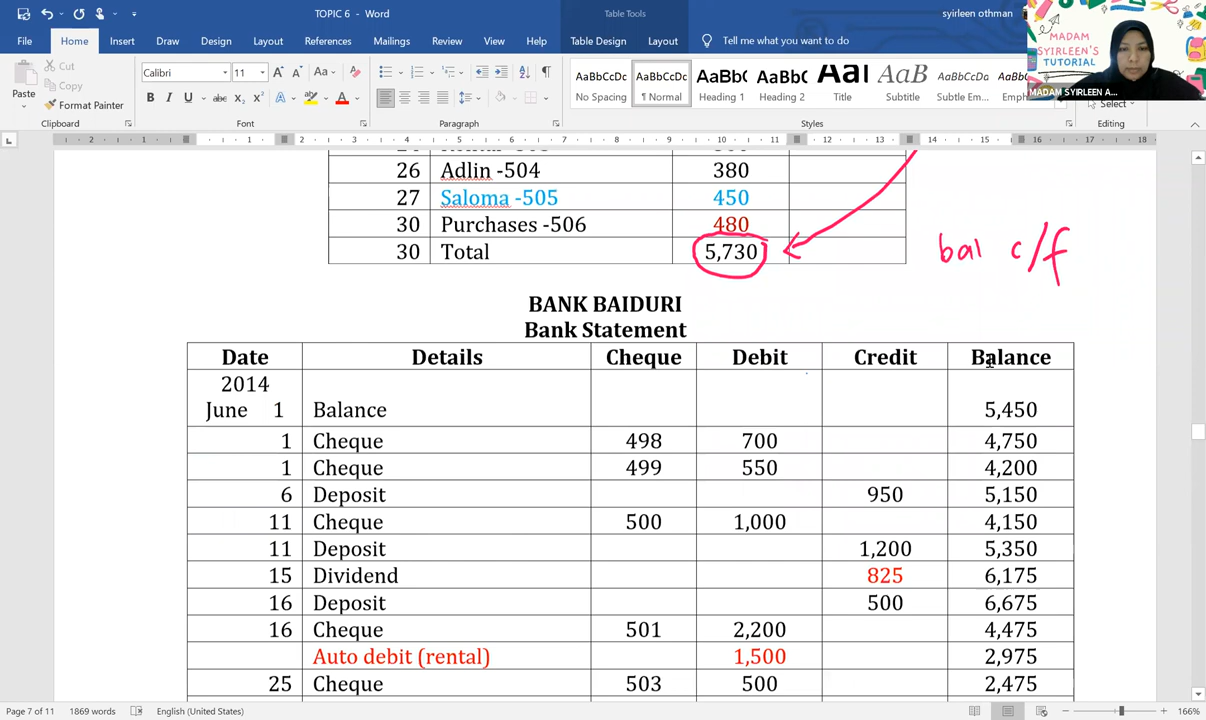 TOPIC 6 - Word
Table Tools
syirleen othman
File Home Insert Draw Design Layout References Mailings Review View Help Table Design Layout Tell me what you want to do
MADAM
SYIRLEEN'S
TUTORIAL
MADAM SYIRLEEN A...
Paste
Cut
Copy
Format Painter
Calibri 11
Clipboard
Font
Paragraph
AaBbCcDc AaBbCcDc AaBbC AaBbCc AaB AaB AaBbCcDc
No Spacing ¶ Normal Heading 1 Heading 2 Title Subtitle Subtle Em... Emp
Styles
Select
Editing
26 Adlin -504 380
27 Saloma -505 450
30 Purchases -506 480
30 Total 5,730
bal c/f
BANK BAIDURI
Bank Statement
Date Details Cheque Debit Credit Balance
2014
June 1 Balance 5,450
1 Cheque 498 700 4,750
1 Cheque 499 550 4,200
6 Deposit 950 5,150
11 Cheque 500 1,000 4,150
11 Deposit 1,200 5,350
15 Dividend 825 6,175
16 Deposit 500 6,675
16 Cheque 501 2,200 4,475
Auto debit (rental) 1,500 2,975
25 Cheque 503 500 2,475
Page 7 of 11 1869 words English (United States) 166%